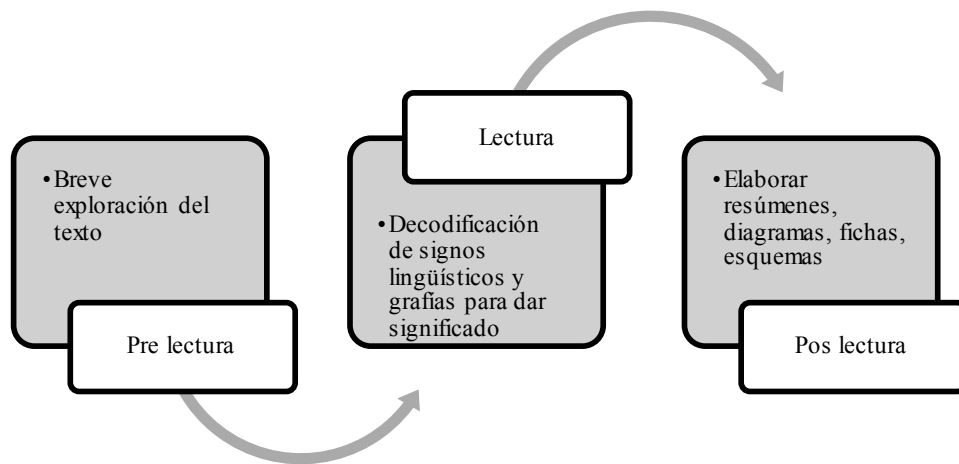 •Breve
exploración del
texto
Pre lectura
Lectura
•Decodificación
de signos
lingüísticos y
grafías para dar
significado
•Elaborar
resúmenes,
diagramas, fichas,
esquemas
Pos lectura